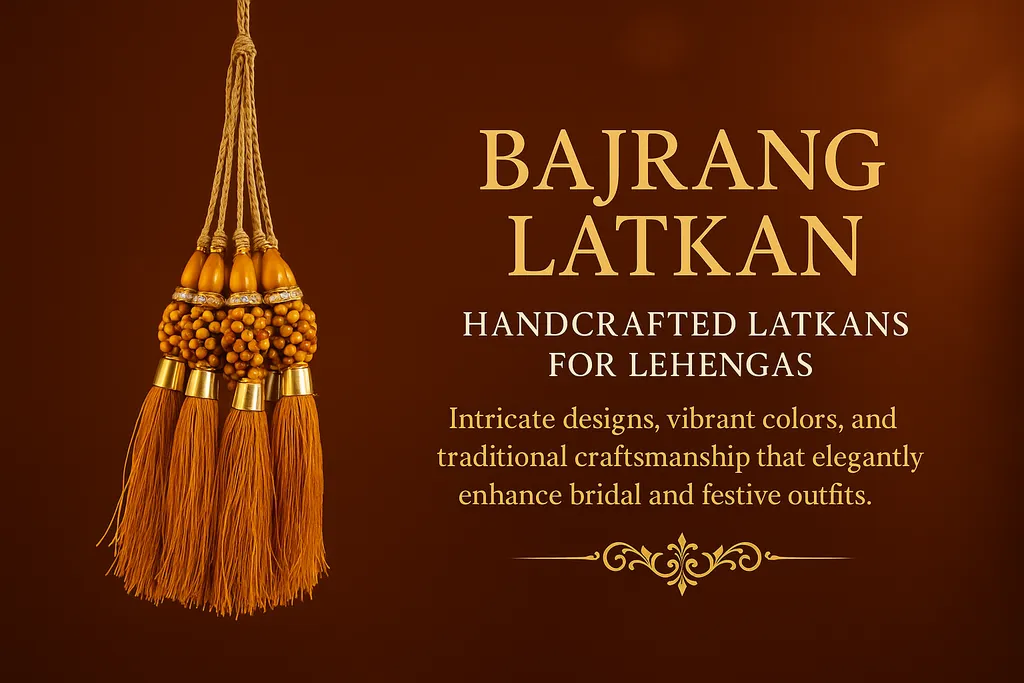 BAJRANG
LATKAN
HANDCRAFTED LATKANS
FOR LEHENGAS
Intricate designs, vibrant colors, and
traditional craftsmanship that elegantly
enhance bridal and festive outfits.